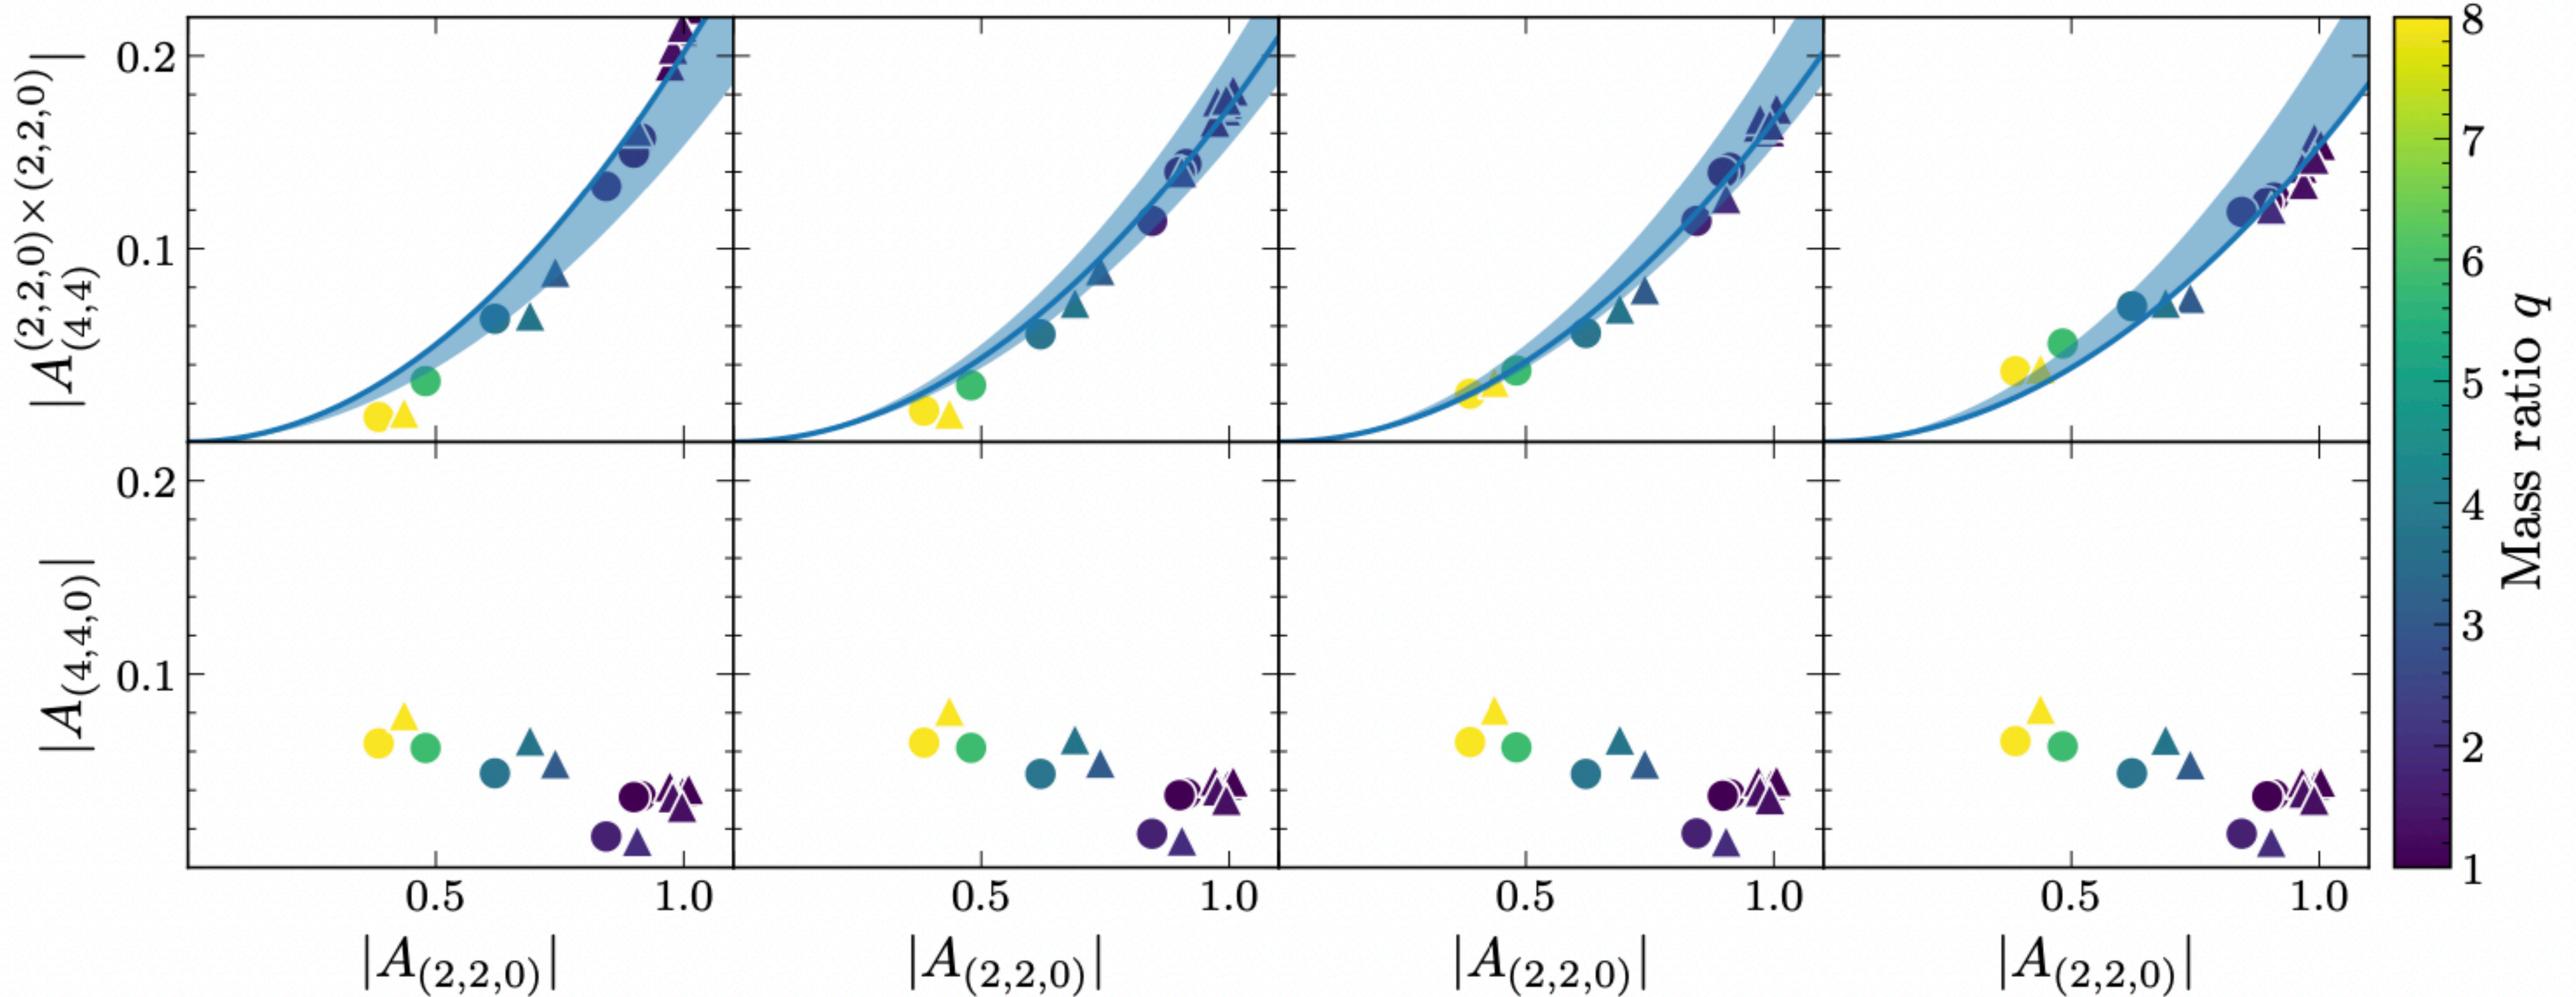 |A_{(4,4)}^{(2,2,0)×(2,2,0)}|
0.2
0.1
|A_{(4,4,0)}|
0.2
0.1
0.5 1.0 0.5 1.0 0.5 1.0 0.5 1.0
|A_{(2,2,0)}| |A_{(2,2,0)}| |A_{(2,2,0)}| |A_{(2,2,0)}|
8
7
6
5
4
3
2
1
Mass ratio q